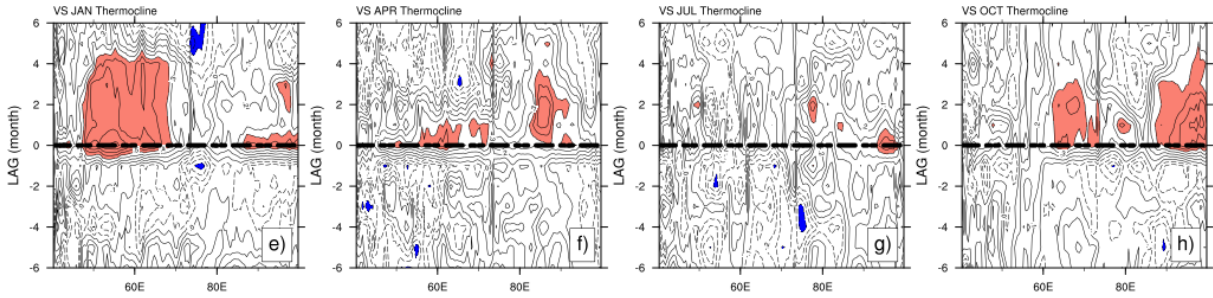 VS JAN Thermocline
VS APR Thermocline
VS JUL Thermocline
VS OCT Thermocline
LAG (month)
6
4
2
0
-2
-4
-6
60E
80E
e)
LAG (month)
6
4
2
0
-2
-4
-6
60E
80E
f)
LAG (month)
6
4
2
0
-2
-4
-6
60E
80E
g)
LAG (month)
6
4
2
0
-2
-4
-6
60E
80E
h)